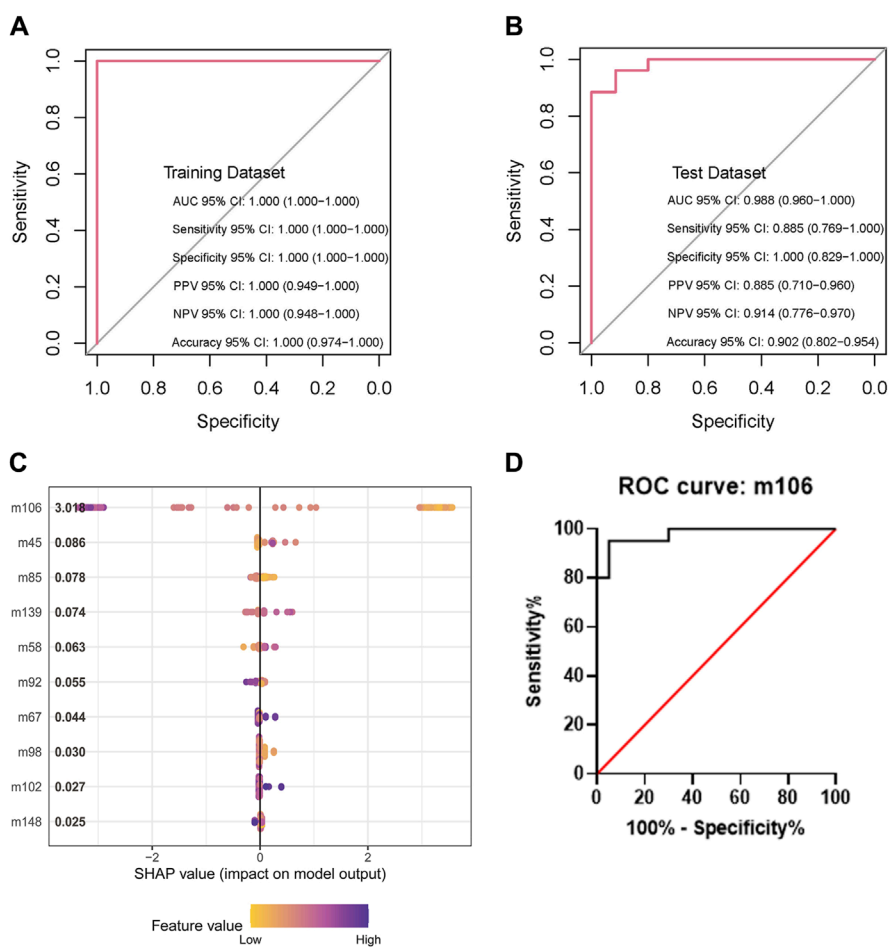 A
B
1.0
0.8
0.6
0.4
0.2
0.0
Sensitivity
Training Dataset
AUC 95% CI: 1.000 (1.000−1.000)
Sensitivity 95% CI: 1.000 (1.000−1.000)
Specificity 95% CI: 1.000 (1.000−1.000)
PPV 95% CI: 1.000 (0.949−1.000)
NPV 95% CI: 1.000 (0.948−1.000)
Accuracy 95% CI: 1.000 (0.974−1.000)
1.0 0.8 0.6 0.4 0.2 0.0
Specificity
1.0
0.8
0.6
0.4
0.2
0.0
Sensitivity
Test Dataset
AUC 95% CI: 0.988 (0.960−1.000)
Sensitivity 95% CI: 0.885 (0.769−1.000)
Specificity 95% CI: 1.000 (0.829−1.000)
PPV 95% CI: 0.885 (0.710−0.960)
NPV 95% CI: 0.914 (0.776−0.970)
Accuracy 95% CI: 0.902 (0.802−0.954)
1.0 0.8 0.6 0.4 0.2 0.0
Specificity
C
m106 3.018
m45 0.086
m85 0.078
m139 0.074
m58 0.063
m92 0.055
m67 0.044
m98 0.030
m102 0.027
m148 0.025
−2 0 2
SHAP value (impact on model output)
Feature value
Low High
D
ROC curve: m106
100
80
60
40
20
0
Sensitivity%
0 20 40 60 80 100
100% - Specificity%